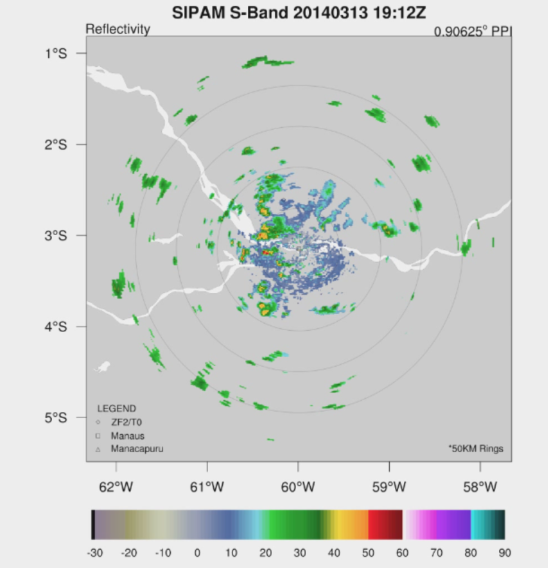 SIPAM S-Band 20140313 19:12Z
Reflectivity
0.90625° PPI
1°S
2°S
3°S
4°S
5°S
LEGEND
ZF2/T0
Manaus
Manacapuru
*50KM Rings
62°W 61°W 60°W 59°W 58°W
-30 -20 -10 0 10 20 30 40 50 60 70 80 90